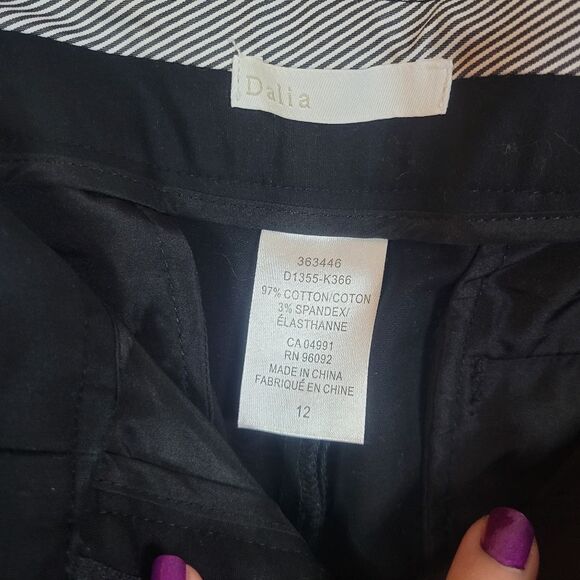 Dalia
363446
D1355-K366
97% COTTON/COTON
3% SPANDEX/
ÉLASTHANNE
CA 04991
RN 96092
MADE IN CHINA
FABRIQUÉ EN CHINE
12